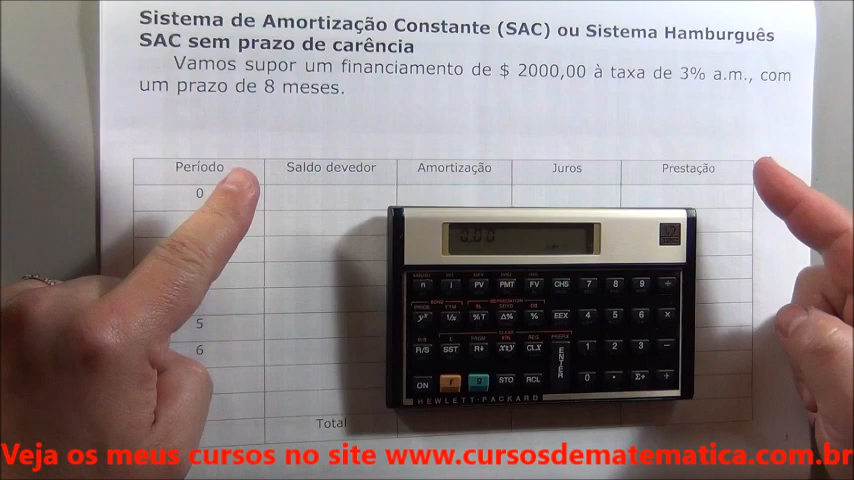 Sistema de Amortização Constante (SAC) ou Sistema Hamburguês
SAC sem prazo de carência
Vamos supor um financiamento de $ 2000,00 à taxa de 3% a.m., com
um prazo de 8 meses.
Período Saldo devedor Amortização Juros Prestação
0
0.00
n i PV PMT FV CHS 7 8 9 ÷
yˣ 1/x %T Δ% % EEX 4 5 6 ×
5
R/S SST R↓ x≷y CLx ENTER 1 2 3 −
6
ON f g STO RCL 0 . Σ+ +
HEWLETT·PACKARD
Total
Veja os meus cursos no site www.cursosdematematica.com.br